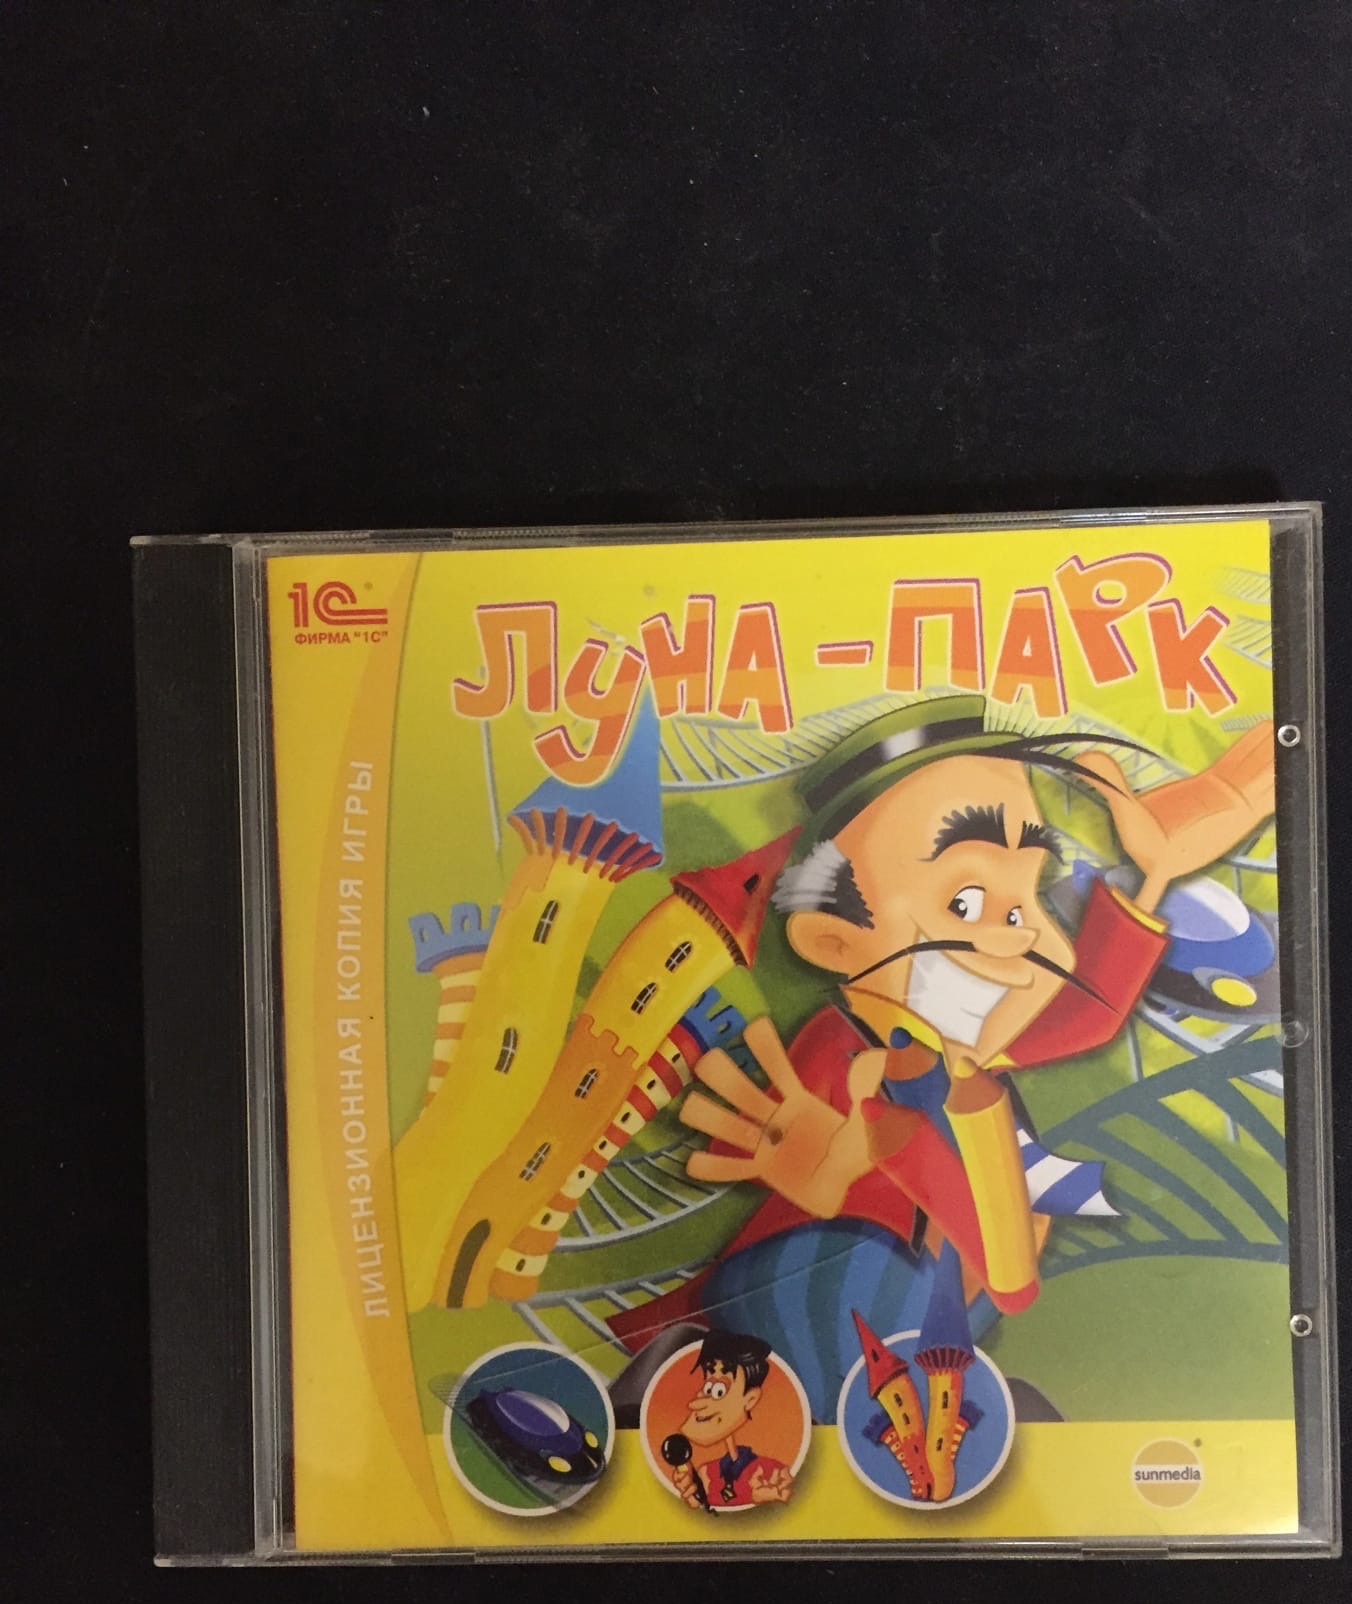 1С
ФИРМА "1С"
ЛУНА-ПАРК
ЛИЦЕНЗИОННАЯ КОПИЯ ИГРЫ
sunmedia